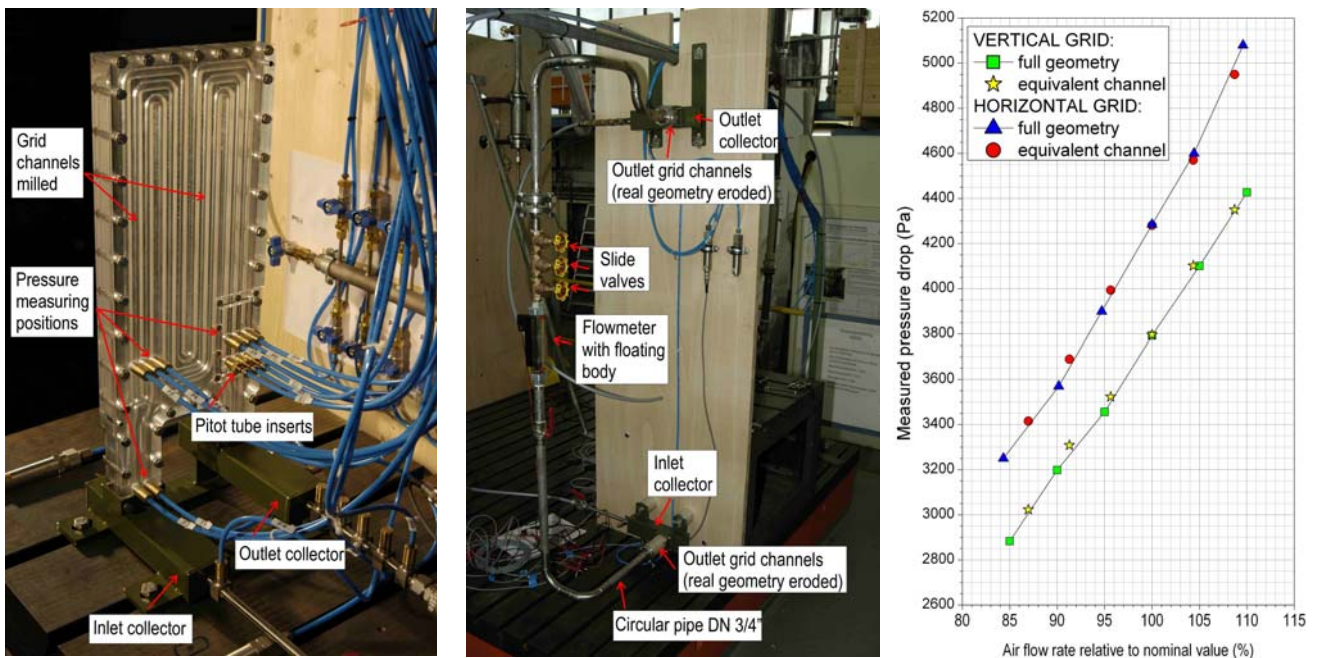 Grid
channels
milled
Pressure
measuring
positions
Pitot tube inserts
Outlet collector
Inlet collector
Outlet
collector
Outlet grid channels
(real geometry eroded)
Slide
valves
Flowmeter
with floating
body
Inlet
collector
Outlet grid channels
(real geometry eroded)
Circular pipe DN 3/4"
Measured pressure drop (Pa)
5200
5000
4800
4600
4400
4200
4000
3800
3600
3400
3200
3000
2800
2600
VERTICAL GRID:
full geometry
equivalent channel
HORIZONTAL GRID:
full geometry
equivalent channel
80 85 90 95 100 105 110 115
Air flow rate relative to nominal value (%)